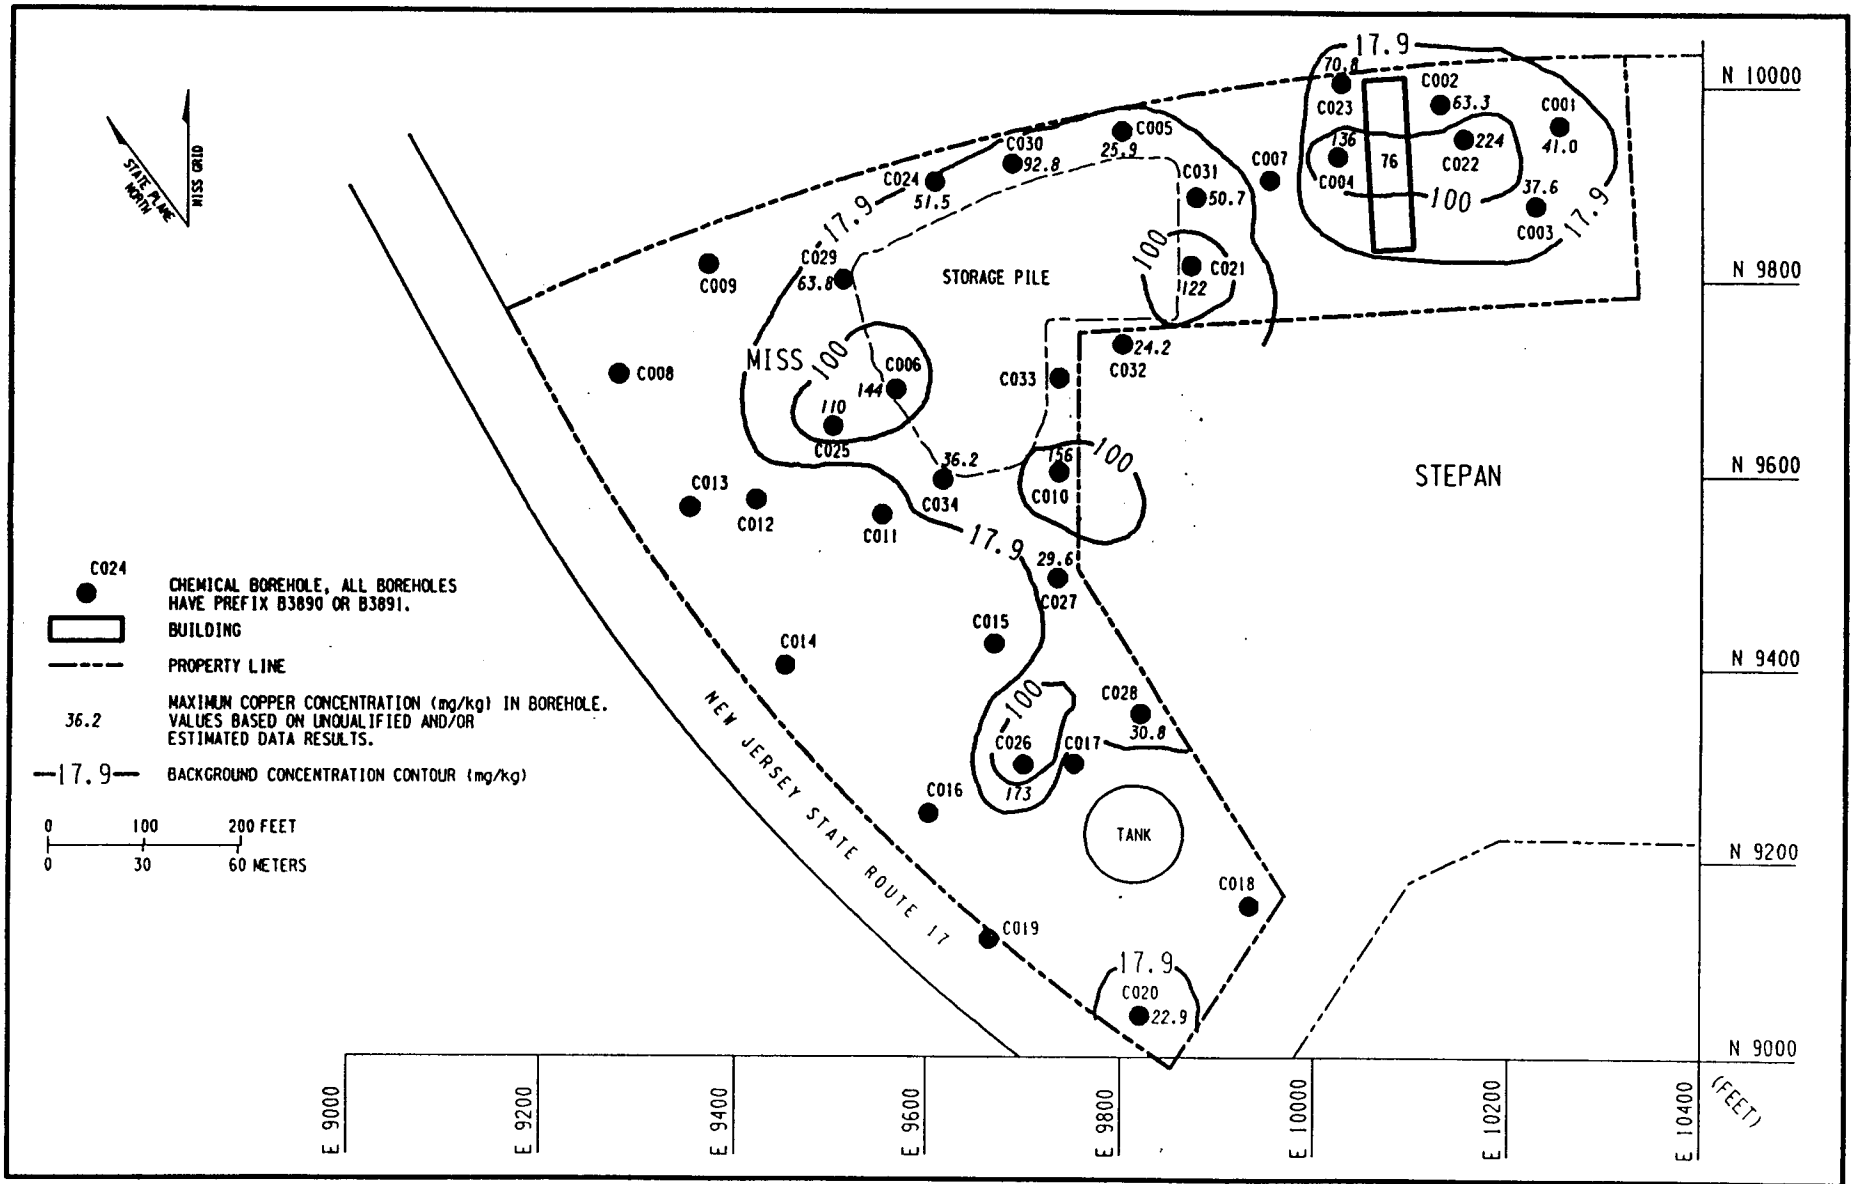 17.9
70.8
C023
C002
63.3
C001
41.0
N 10000
136
C004
76
224
C022
100
37.6
C003
17.9
STATE PLANE
NORTH
MISS GRID
C005
25.9
C030
92.8
C024
51.5
C031
50.7
C007
17.9
C029
63.8
C009
STORAGE PILE
100
C021
122
N 9800
C008
MISS
100
C006
144
110
C025
C033
24.2
C032
36.2
C034
156
C010
100
STEPAN
N 9600
C013
C012
C011
17.9
29.6
C027
C024
CHEMICAL BOREHOLE, ALL BOREHOLES
HAVE PREFIX B3890 OR B3891.
BUILDING
PROPERTY LINE
36.2
MAXIMUN COPPER CONCENTRATION (mg/kg) IN BOREHOLE.
VALUES BASED ON UNQUALIFIED AND/OR
ESTIMATED DATA RESULTS.
17.9
BACKGROUND CONCENTRATION CONTOUR (mg/kg)
0 100 200 FEET
0 30 60 METERS
C014
C015
N 9400
100
C028
30.8
C026
173
C017
C016
NEW JERSEY STATE ROUTE 17
TANK
N 9200
C018
C019
17.9
C020
22.9
N 9000
E 9000
E 9200
E 9400
E 9600
E 9800
E 10000
E 10200
E 10400
(FEET)